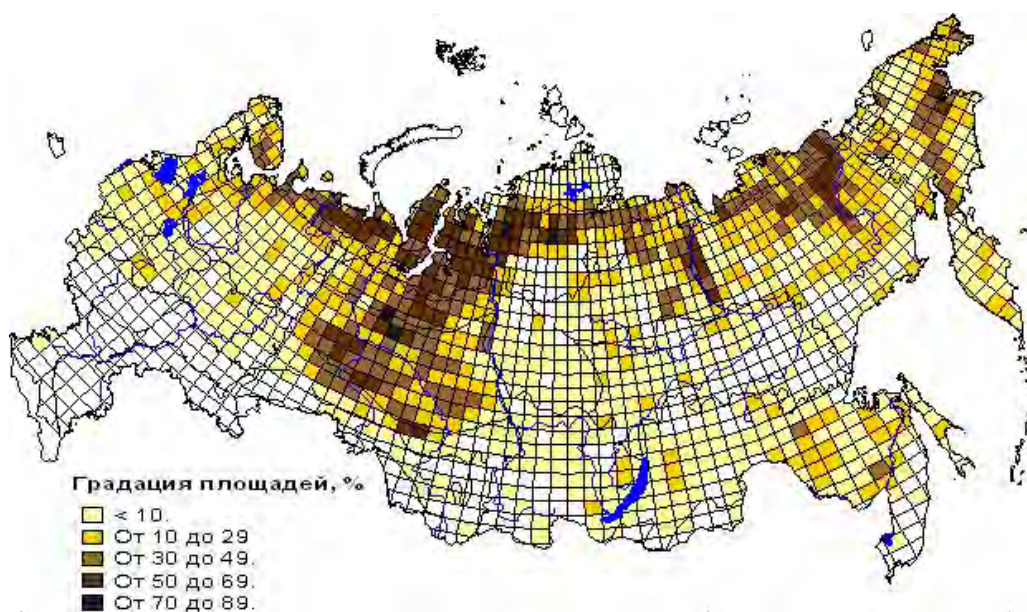 Градация площадей, %
< 10.
От 10 до 29
От 30 до 49.
От 50 до 69.
От 70 до 89.